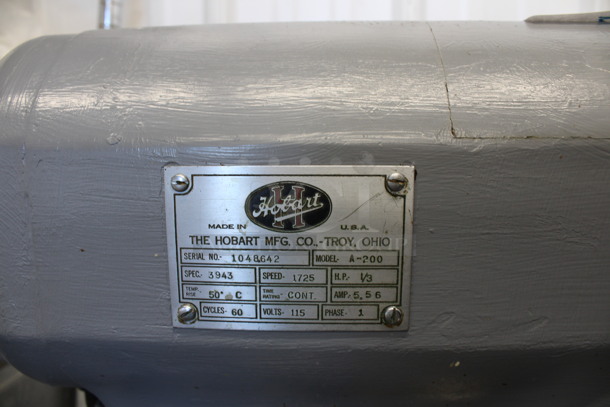 Hobart
MADE IN U.S.A.
THE HOBART MFG. CO.,-TROY, OHIO
SERIAL NO.- 1048642 MODEL- A-200
SPEC.- 3943 SPEED- 1725 H.P.- 1/3
TEMP. RISE 50° C TIME RATING CONT. AMP.- 5.56
CYCLES- 60 VOLTS- 115 PHASE- 1